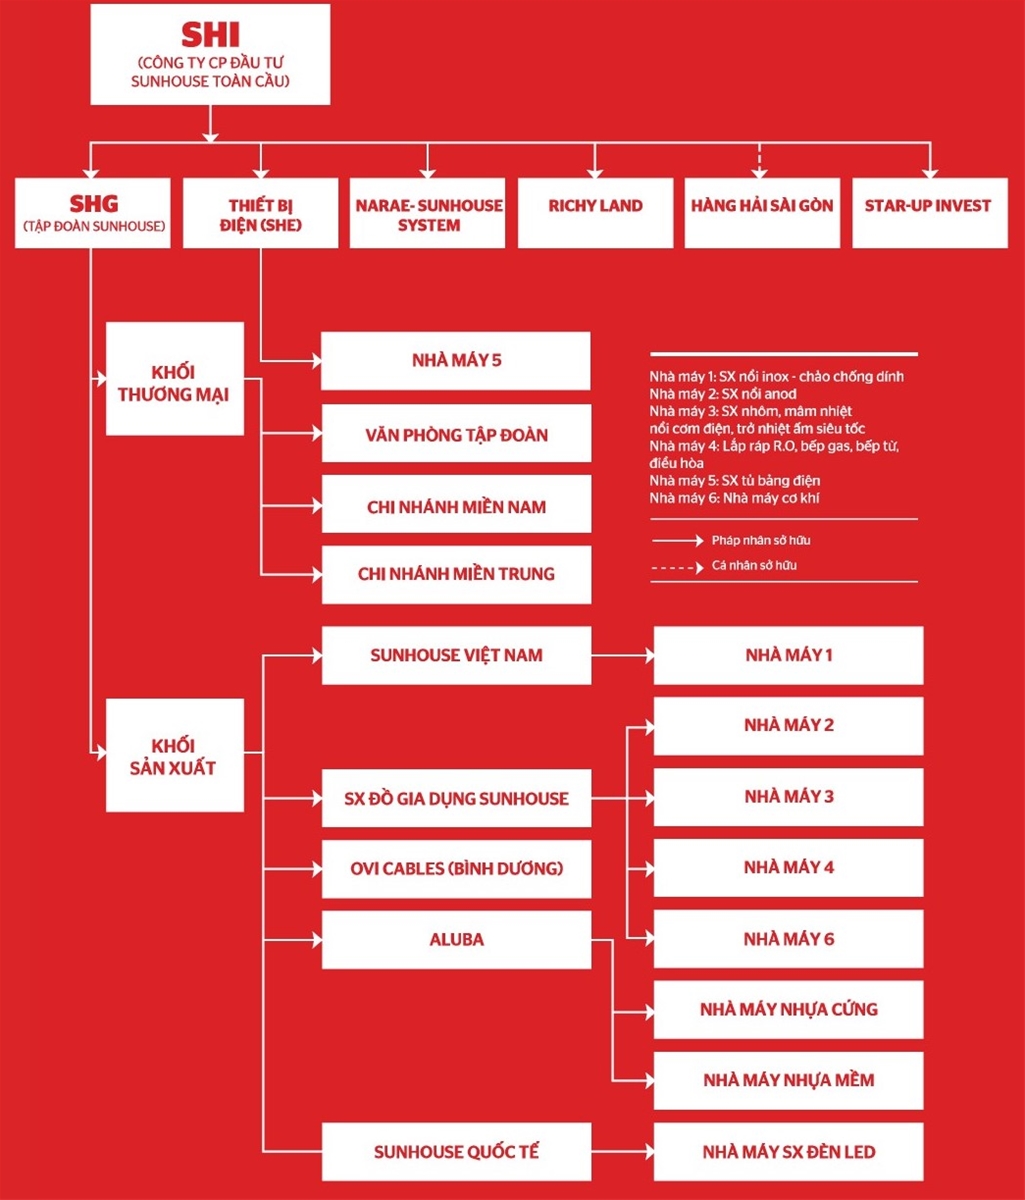 SHI
(CÔNG TY CP ĐẦU TƯ
SUNHOUSE TOÀN CẦU)
SHG
(TẬP ĐOÀN SUNHOUSE)
THIẾT BỊ
ĐIỆN (SHE)
NARAE- SUNHOUSE
SYSTEM
RICHY LAND
HÀNG HẢI SÀI GÒN
STAR-UP INVEST
KHỐI
THƯƠNG MẠI
NHÀ MÁY 5
VĂN PHÒNG TẬP ĐOÀN
CHI NHÁNH MIỀN NAM
CHI NHÁNH MIỀN TRUNG
Nhà máy 1: SX nồi inox - chảo chống dính
Nhà máy 2: SX nồi anod
Nhà máy 3: SX nhôm, mâm nhiệt
nồi cơm điện, trở nhiệt ấm siêu tốc
Nhà máy 4: Lắp ráp R.O, bếp gas, bếp từ,
điều hòa
Nhà máy 5: SX tủ bảng điện
Nhà máy 6: Nhà máy cơ khí
Pháp nhân sở hữu
Cá nhân sở hữu
KHỐI
SẢN XUẤT
SUNHOUSE VIỆT NAM
NHÀ MÁY 1
NHÀ MÁY 2
SX ĐỒ GIA DỤNG SUNHOUSE
NHÀ MÁY 3
OVI CABLES (BÌNH DƯƠNG)
NHÀ MÁY 4
ALUBA
NHÀ MÁY 6
NHÀ MÁY NHỰA CỨNG
NHÀ MÁY NHỰA MỀM
SUNHOUSE QUỐC TẾ
NHÀ MÁY SX ĐÈN LED